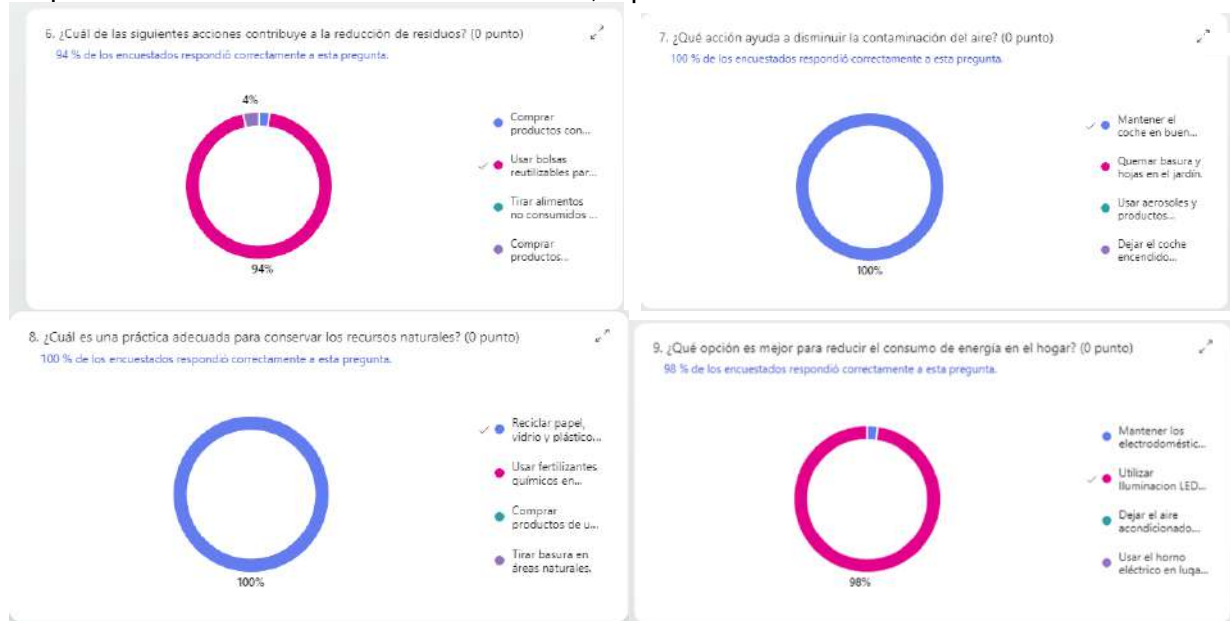 6. ¿Cuál de las siguientes acciones contribuye a la reducción de residuos? (0 punto)
94 % de los encuestados respondió correctamente a esta pregunta.
4%
94%
Comprar
productos con...
Usar bolsas
reutilizables par...
Tirar alimentos
no consumidos ...
Comprar
productos...
7. ¿Qué acción ayuda a disminuir la contaminación del aire? (0 punto)
100 % de los encuestados respondió correctamente a esta pregunta.
100%
Mantener el
coche en buen...
Quemar basura y
hojas en el jardín.
Usar aerosoles y
productos...
Dejar el coche
encendido...
8. ¿Cuál es una práctica adecuada para conservar los recursos naturales? (0 punto)
100 % de los encuestados respondió correctamente a esta pregunta.
100%
Reciclar papel,
vidrio y plástico...
Usar fertilizantes
químicos en...
Comprar
productos de u...
Tirar basura en
áreas naturales.
9. ¿Qué opción es mejor para reducir el consumo de energía en el hogar? (0 punto)
98 % de los encuestados respondió correctamente a esta pregunta.
98%
Mantener los
electrodoméstic...
Utilizar
Iluminacion LED...
Dejar el aire
acondicionado...
Usar el horno
eléctrico en luga...